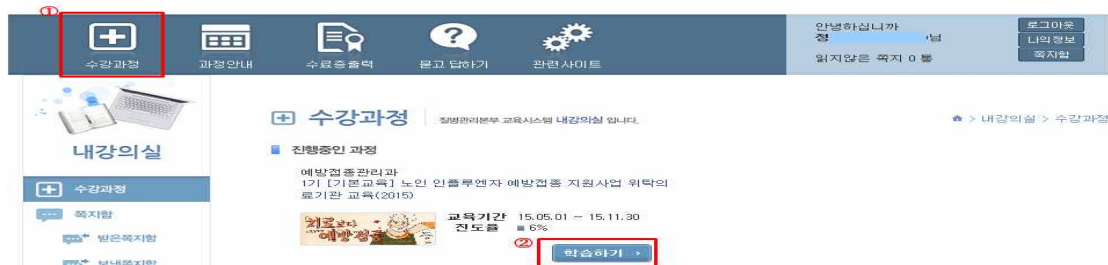 ①
수강과정
과정안내
수료증출력
묻고 답하기
관련사이트
안녕하십니까
정 님
읽지않은 쪽지 0 통
로그아웃
나의정보
쪽지함
내강의실
수강과정
쪽지함
받은쪽지함
보낸쪽지함
수강과정
질병관리본부 교육시스템 내강의실 입니다.
> 내강의실 > 수강과정
진행중인 과정
예방접종관리과
1기 [기본교육] 노인 인플루엔자 예방접종 지원사업 위탁의
료기관 교육(2015)
치료보다
예방접종
교육기간 15.05.01 ~ 15.11.30
진도율 6%
②
학습하기